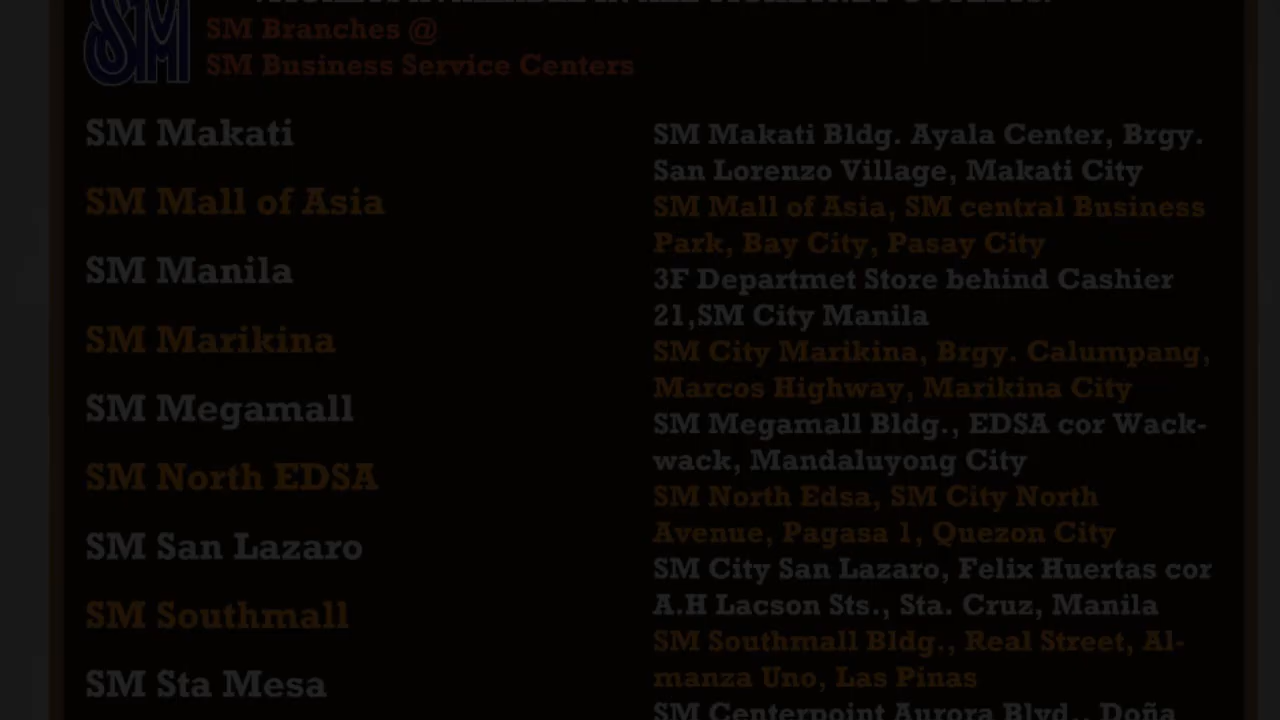 SM
SM Branches @
SM Business Service Centers
SM Makati
SM Mall of Asia
SM Manila
SM Marikina
SM Megamall
SM North EDSA
SM San Lazaro
SM Southmall
SM Sta Mesa
SM Makati Bldg. Ayala Center, Brgy.
San Lorenzo Village, Makati City
SM Mall of Asia, SM central Business
Park, Bay City, Pasay City
3F Departmet Store behind Cashier
21,SM City Manila
SM City Marikina, Brgy. Calumpang,
Marcos Highway, Marikina City
SM Megamall Bldg., EDSA cor Wack-
wack, Mandaluyong City
SM North Edsa, SM City North
Avenue, Pagasa 1, Quezon City
SM City San Lazaro, Felix Huertas cor
A.H Lacson Sts., Sta. Cruz, Manila
SM Southmall Bldg., Real Street, Al-
manza Uno, Las Pinas
SM Centerpoint Aurora Blvd., Doña